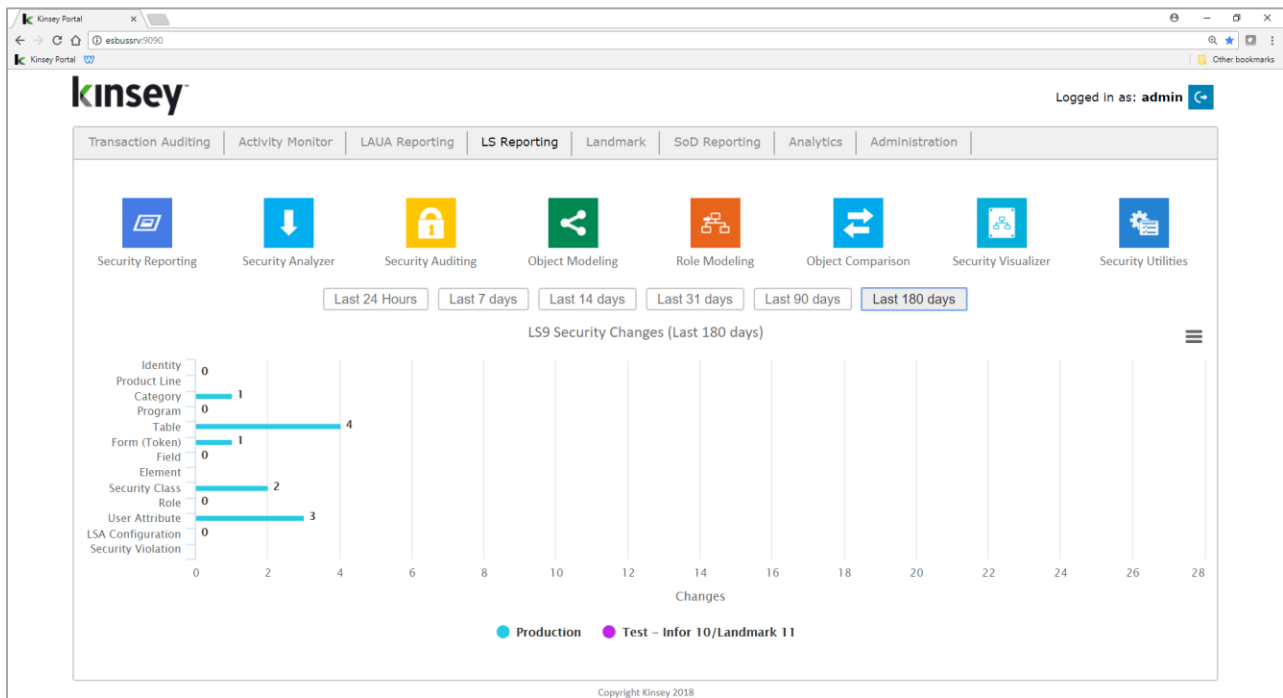 Kinsey Portal
esbussrv:9090
Kinsey Portal Other bookmarks
kinsey™
Logged in as: admin
Transaction Auditing Activity Monitor LAUA Reporting LS Reporting Landmark SoD Reporting Analytics Administration
Security Reporting Security Analyzer Security Auditing Object Modeling Role Modeling Object Comparison Security Visualizer Security Utilities
Last 24 Hours Last 7 days Last 14 days Last 31 days Last 90 days Last 180 days
LS9 Security Changes (Last 180 days)
Identity 0
Product Line
Category 1
Program 0
Table 4
Form (Token) 1
Field 0
Element
Security Class 2
Role 0
User Attribute 3
LSA Configuration 0
Security Violation
0 2 4 6 8 10 12 14 16 18 20 22 24 26 28
Changes
Production Test – Infor 10/Landmark 11
Copyright Kinsey 2018